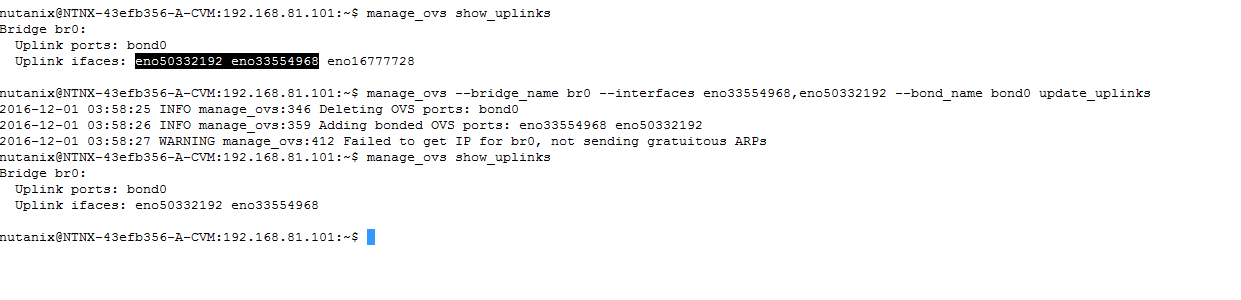 nutanix@NTNX-43efb356-A-CVM:192.168.81.101:~$ manage_ovs show_uplinks
Bridge br0:
  Uplink ports: bond0
  Uplink ifaces: eno50332192 eno33554968 eno16777728
nutanix@NTNX-43efb356-A-CVM:192.168.81.101:~$ manage_ovs --bridge_name br0 --interfaces eno33554968,eno50332192 --bond_name bond0 update_uplinks
2016-12-01 03:58:25 INFO manage_ovs:346 Deleting OVS ports: bond0
2016-12-01 03:58:26 INFO manage_ovs:359 Adding bonded OVS ports: eno33554968 eno50332192
2016-12-01 03:58:27 WARNING manage_ovs:412 Failed to get IP for br0, not sending gratuitous ARPs
nutanix@NTNX-43efb356-A-CVM:192.168.81.101:~$ manage_ovs show_uplinks
Bridge br0:
  Uplink ports: bond0
  Uplink ifaces: eno50332192 eno33554968
nutanix@NTNX-43efb356-A-CVM:192.168.81.101:~$